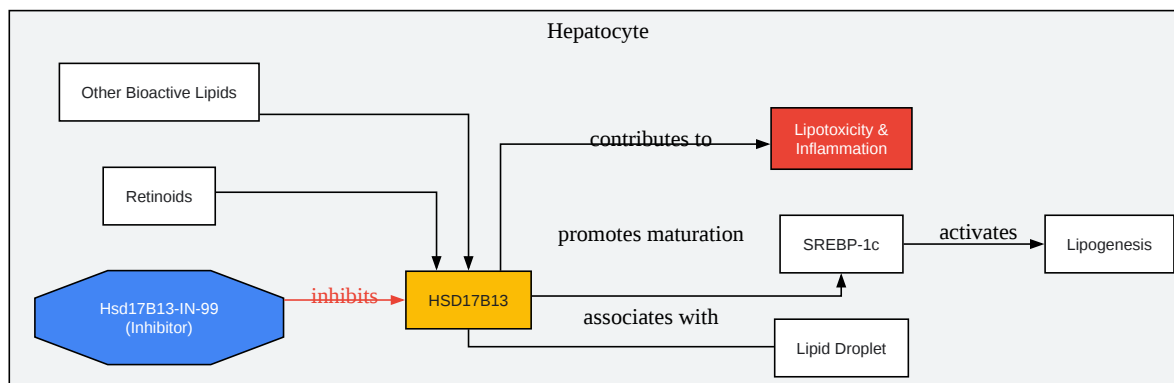 Hepatocyte
Other Bioactive Lipids
contributes to
Lipotoxicity &
Inflammation
Retinoids
promotes maturation
SREBP-1c
activates
Lipogenesis
Hsd17B13-IN-99
(Inhibitor)
inhibits
HSD17B13
associates with
Lipid Droplet